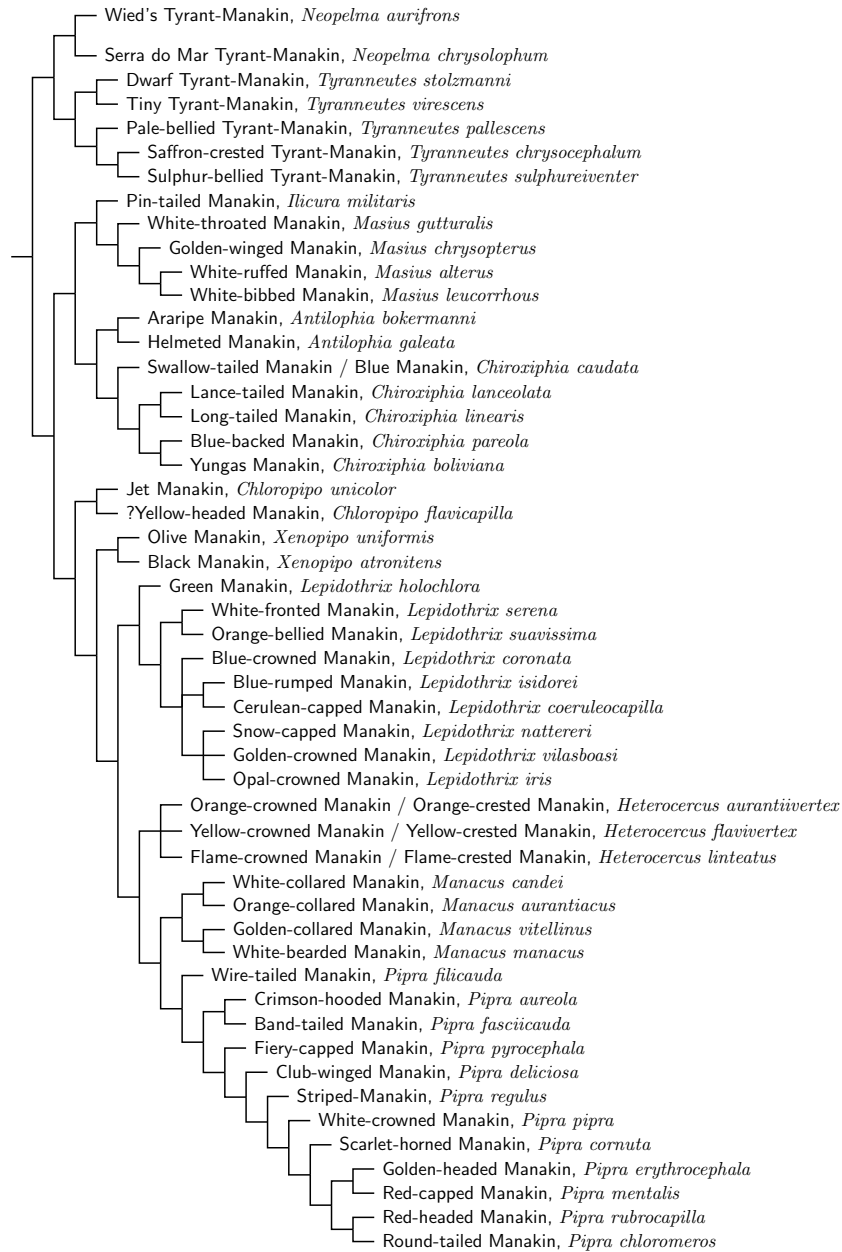 Wied's Tyrant-Manakin, Neopelma aurifrons
Serra do Mar Tyrant-Manakin, Neopelma chrysolophum
Dwarf Tyrant-Manakin, Tyranneutes stolzmanni
Tiny Tyrant-Manakin, Tyranneutes virescens
Pale-bellied Tyrant-Manakin, Tyranneutes pallescens
Saffron-crested Tyrant-Manakin, Tyranneutes chrysocephalum
Sulphur-bellied Tyrant-Manakin, Tyranneutes sulphureiventer
Pin-tailed Manakin, Ilicura militaris
White-throated Manakin, Masius gutturalis
Golden-winged Manakin, Masius chrysopterus
White-ruffed Manakin, Masius alterus
White-bibbed Manakin, Masius leucorrhous
Araripe Manakin, Antilophia bokermanni
Helmeted Manakin, Antilophia galeata
Swallow-tailed Manakin / Blue Manakin, Chiroxiphia caudata
Lance-tailed Manakin, Chiroxiphia lanceolata
Long-tailed Manakin, Chiroxiphia linearis
Blue-backed Manakin, Chiroxiphia pareola
Yungas Manakin, Chiroxiphia boliviana
Jet Manakin, Chloropipo unicolor
?Yellow-headed Manakin, Chloropipo flavicapilla
Olive Manakin, Xenopipo uniformis
Black Manakin, Xenopipo atronitens
Green Manakin, Lepidothrix holochlora
White-fronted Manakin, Lepidothrix serena
Orange-bellied Manakin, Lepidothrix suavissima
Blue-crowned Manakin, Lepidothrix coronata
Blue-rumped Manakin, Lepidothrix isidorei
Cerulean-capped Manakin, Lepidothrix coeruleocapilla
Snow-capped Manakin, Lepidothrix nattereri
Golden-crowned Manakin, Lepidothrix vilasboasi
Opal-crowned Manakin, Lepidothrix iris
Orange-crowned Manakin / Orange-crested Manakin, Heterocercus aurantiivertex
Yellow-crowned Manakin / Yellow-crested Manakin, Heterocercus flavivertex
Flame-crowned Manakin / Flame-crested Manakin, Heterocercus linteatus
White-collared Manakin, Manacus candei
Orange-collared Manakin, Manacus aurantiacus
Golden-collared Manakin, Manacus vitellinus
White-bearded Manakin, Manacus manacus
Wire-tailed Manakin, Pipra filicauda
Crimson-hooded Manakin, Pipra aureola
Band-tailed Manakin, Pipra fasciicauda
Fiery-capped Manakin, Pipra pyrocephala
Club-winged Manakin, Pipra deliciosa
Striped-Manakin, Pipra regulus
White-crowned Manakin, Pipra pipra
Scarlet-horned Manakin, Pipra cornuta
Golden-headed Manakin, Pipra erythrocephala
Red-capped Manakin, Pipra mentalis
Red-headed Manakin, Pipra rubrocapilla
Round-tailed Manakin, Pipra chloromeros